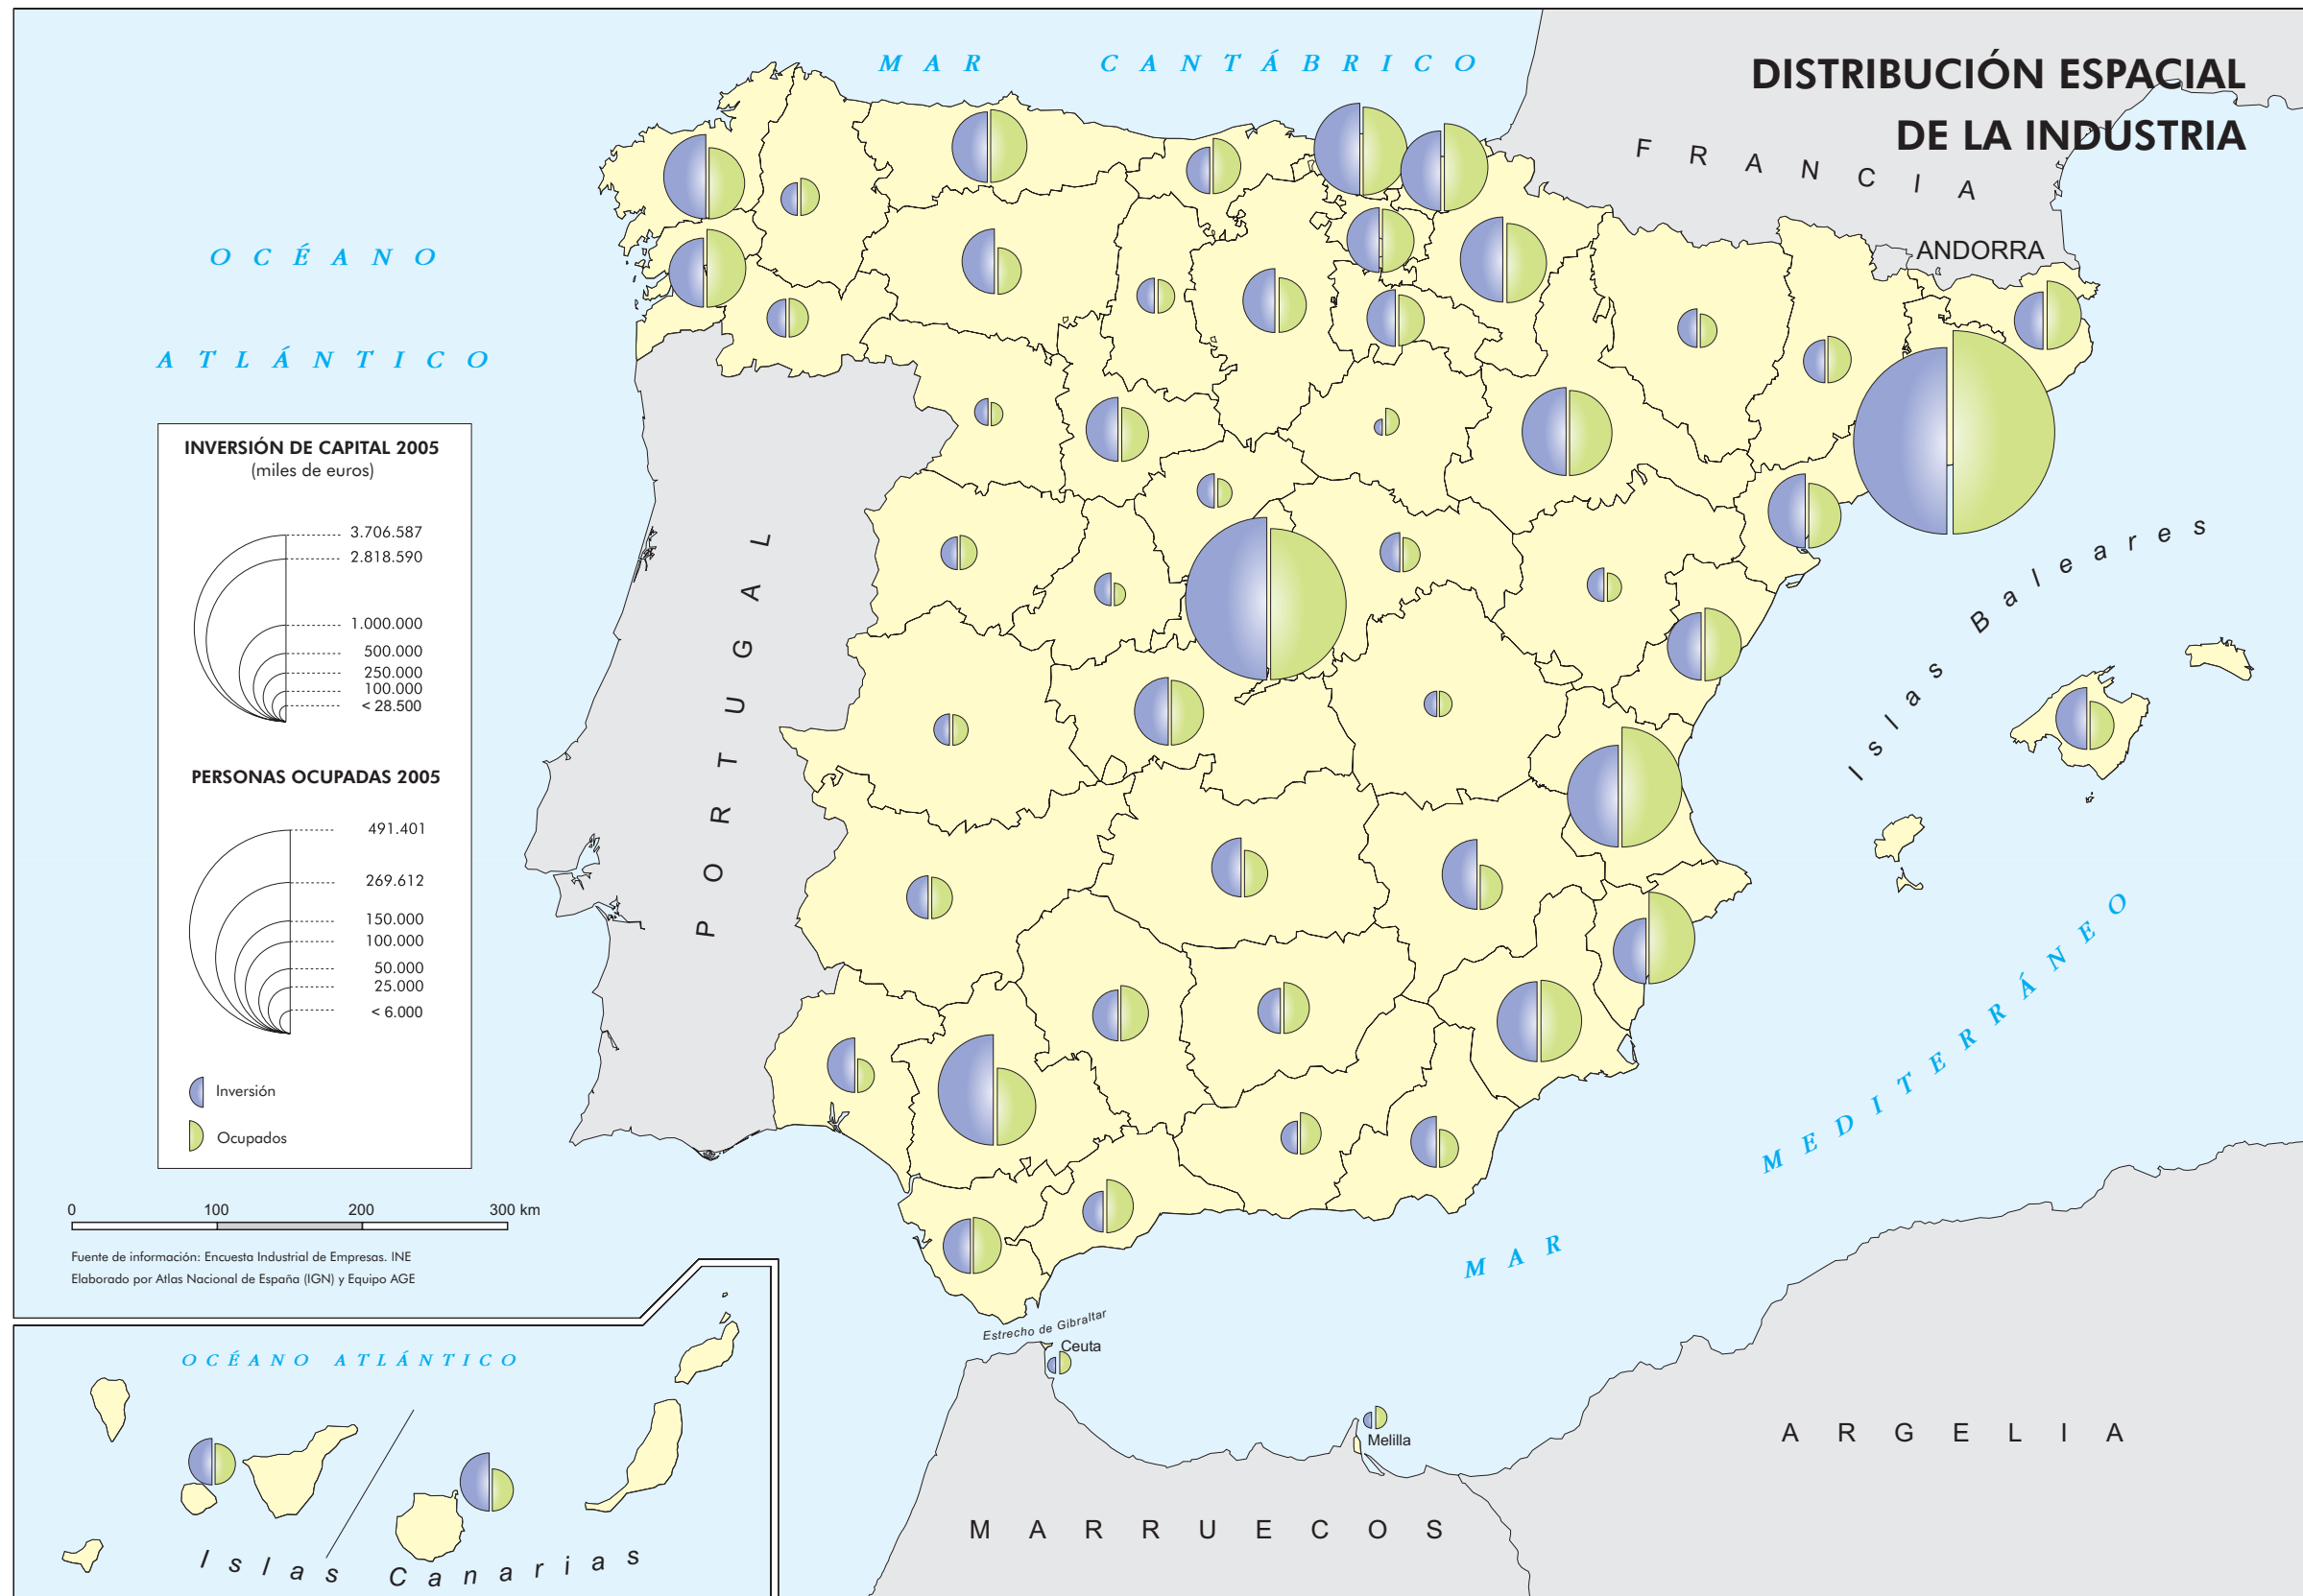 MAR CANTÁBRICO
DISTRIBUCIÓN ESPACIAL
DE LA INDUSTRIA
FRANCIA
ANDORRA
OCÉANO
ATLÁNTICO
INVERSIÓN DE CAPITAL 2005
(miles de euros)
3.706.587
2.818.590
1.000.000
500.000
250.000
100.000
< 28.500
PERSONAS OCUPADAS 2005
491.401
269.612
150.000
100.000
50.000
25.000
< 6.000
Inversión
Ocupados
PORTUGAL
Islas Baleares
MAR MEDITERRÁNEO
0 100 200 300 km
Fuente de información: Encuesta Industrial de Empresas. INE
Elaborado por Atlas Nacional de España (IGN) y Equipo AGE
Estrecho de Gibraltar
Ceuta
Melilla
OCÉANO ATLÁNTICO
Islas Canarias
MARRUECOS
ARGELIA